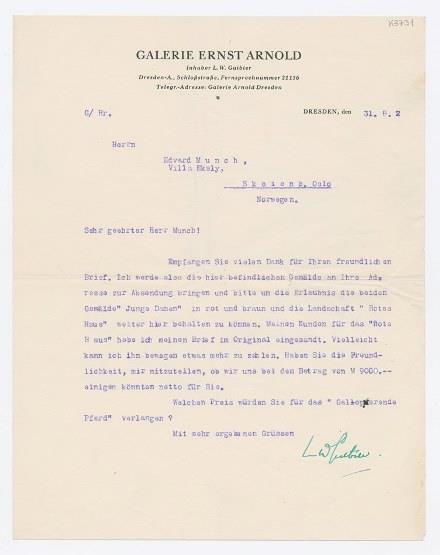 K3731
GALERIE ERNST ARNOLD
Inhaber L. W. Gutbier
Dresden-A., Schloßstraße, Fernsprechnummer 21136
Telegr.-Adresse: Galerie Arnold Dresden
G/ Hr.
DRESDEN, den 31. 8. 2
Herrn
Edvard Munch,
Villa Ekely,
Skoien b. Oslo
Norwegen.
Sehr geehrter Herr Munch!
Empfangen Sie vielen Dank für Ihren freundlichen
Brief. Ich werde also die hier befindlichen Gemälde an Ihre Ad-
resse zur Absendung bringen und bitte um die Erlaubnis die beiden
Gemälde" Junge Damen" in rot und braun und die Landschaft " Rotes
Haus" weiter hier behalten zu können. Meinen Kunden für das "Rote
H aus" habe ich meinen Brief im Original eingesandt. Vielleicht
kann ich ihn bewegen etwas mehr zu zahlen. Haben Sie die Freund-
lichkeit, mir mitzuteilen, ob wir uns bei dem Betrag von M 9000.--
einigen könnten netto für Sie.
Welchen Preis würden Sie für das " Galloppierende
Pferd" verlangen ?
Mit sehr ergebenen Grüssen
L W Gutbier.